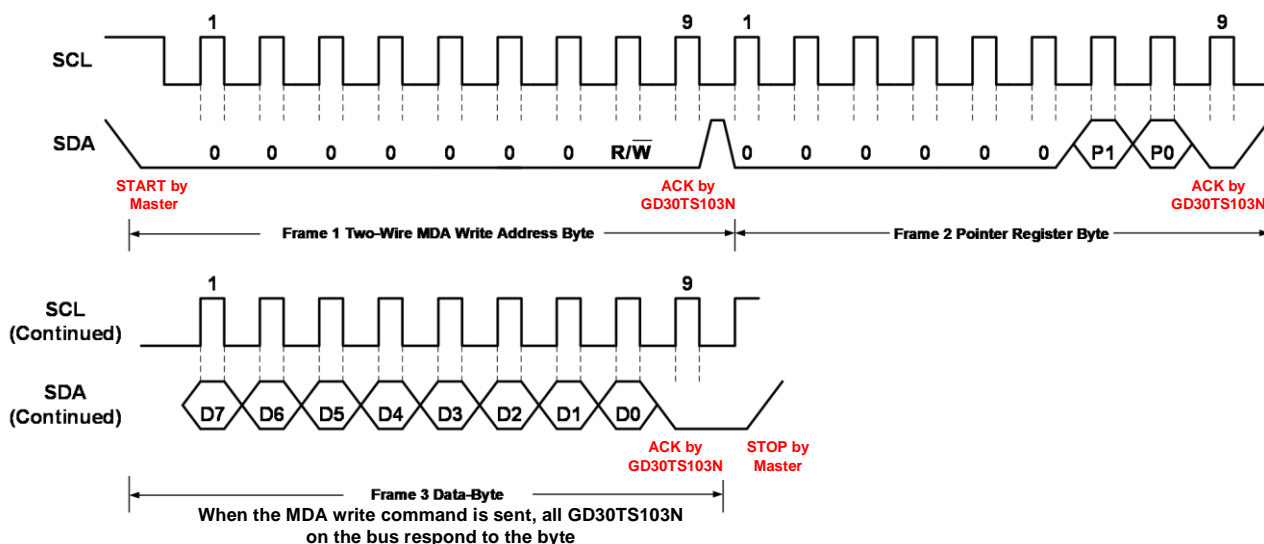 1 9 1 9
SCL
SDA
0 0 0 0 0 0 0 R/W̅ 0 0 0 0 0 0 P1 P0
START by
Master
ACK by
GD30TS103N
ACK by
GD30TS103N
Frame 1 Two-Wire MDA Write Address Byte
Frame 2 Pointer Register Byte
1 9
SCL
(Continued)
SDA
(Continued)
D7 D6 D5 D4 D3 D2 D1 D0
ACK by
GD30TS103N
STOP by
Master
Frame 3 Data-Byte
When the MDA write command is sent, all GD30TS103N
on the bus respond to the byte